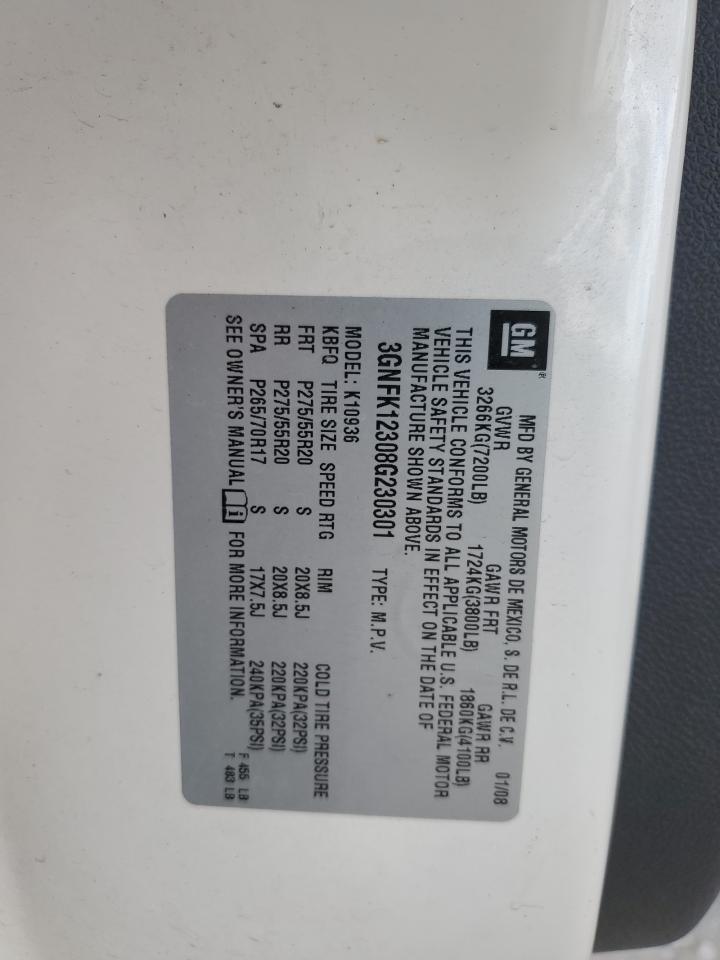 GM ®
MFD BY GENERAL MOTORS DE MEXICO, S. DE R.L. DE C.V. 01/08
GVWR GAWR FRT GAWR RR
3266KG(7200LB) 1724KG(3800LB) 1860KG(4100LB)
THIS VEHICLE CONFORMS TO ALL APPLICABLE U.S. FEDERAL MOTOR
VEHICLE SAFETY STANDARDS IN EFFECT ON THE DATE OF
MANUFACTURE SHOWN ABOVE.
3GNFK12308G230301 TYPE: M.P.V.
MODEL: K10936
KBFQ TIRE SIZE SPEED RTG RIM COLD TIRE PRESSURE
FRT P275/55R20 S 20X8.5J 220KPA(32PSI)
RR P275/55R20 S 20X8.5J 220KPA(32PSI)
SPA P265/70R17 S 17X7.5J 240KPA(35PSI)
SEE OWNER'S MANUAL i FOR MORE INFORMATION.
F 455 LB
T 483 LB